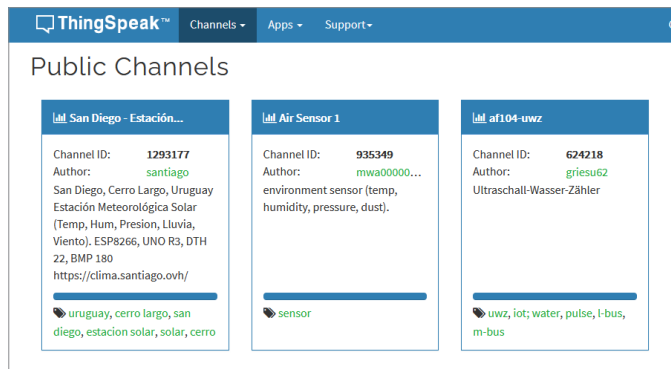 ThingSpeak™ Channels Apps Support
Public Channels
San Diego - Estación...
Channel ID: 1293177
Author: santiago
San Diego, Cerro Largo, Uruguay
Estación Meteorológica Solar
(Temp, Hum, Presion, Lluvia,
Viento). ESP8266, UNO R3, DTH
22, BMP 180
https://clima.santiago.ovh/
uruguay, cerro largo, san
diego, estacion solar, solar, cerro
Air Sensor 1
Channel ID: 935349
Author: mwa00000...
environment sensor (temp,
humidity, pressure, dust).
sensor
af104-uwz
Channel ID: 624218
Author: griesu62
Ultraschall-Wasser-Zähler
uwz, iot; water, pulse, l-bus,
m-bus